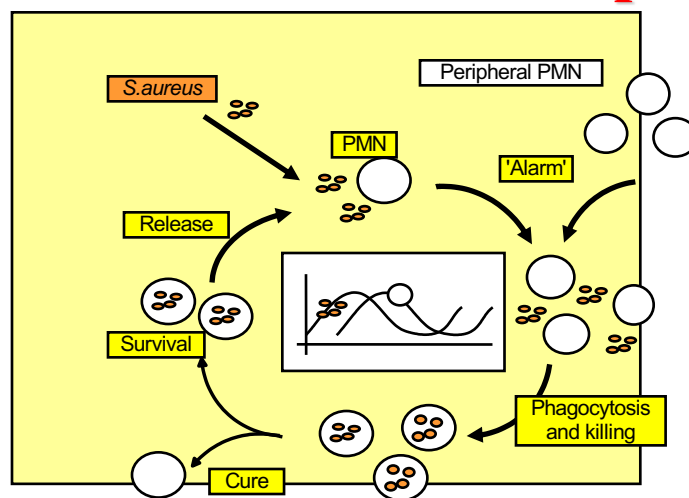 Peripheral PMN
S.aureus
PMN
'Alarm'
Release
Survival
Phagocytosis
and killing
Cure